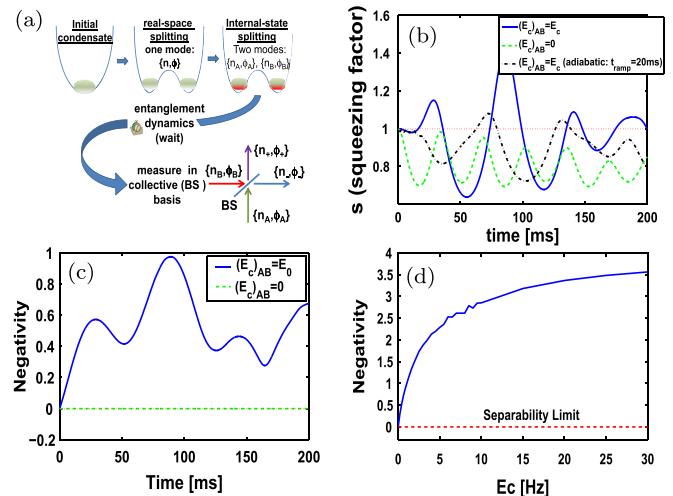 (a)
Initial condensate
real-space splitting
one mode:
{n,ϕ}
Internal-state splitting
Two modes:
{n_A,ϕ_A}, {n_B,ϕ_B}
entanglement
dynamics
(wait)
measure in
collective (BS)
basis
{n_B,ϕ_B}
BS
{n_+,ϕ_+}
{n_-,ϕ_-}
{n_A,ϕ_A}
(b)
s (squeezing factor)
1.6
1.4
1.2
1
0.8
(E_c)_AB=E_c
(E_c)_AB=0
(E_c)_AB=E_c (adiabatic: t_ramp=20ms)
0 50 100 150 200
time [ms]
(c)
Negativity
1
0.8
0.6
0.4
0.2
0
−0.2
(E_c)_AB=E_0
(E_c)_AB=0
0 50 100 150 200
Time [ms]
(d)
Negativity
4
3.5
3
2.5
2
1.5
1
0.5
0
Separability Limit
0 5 10 15 20 25 30
Ec [Hz]